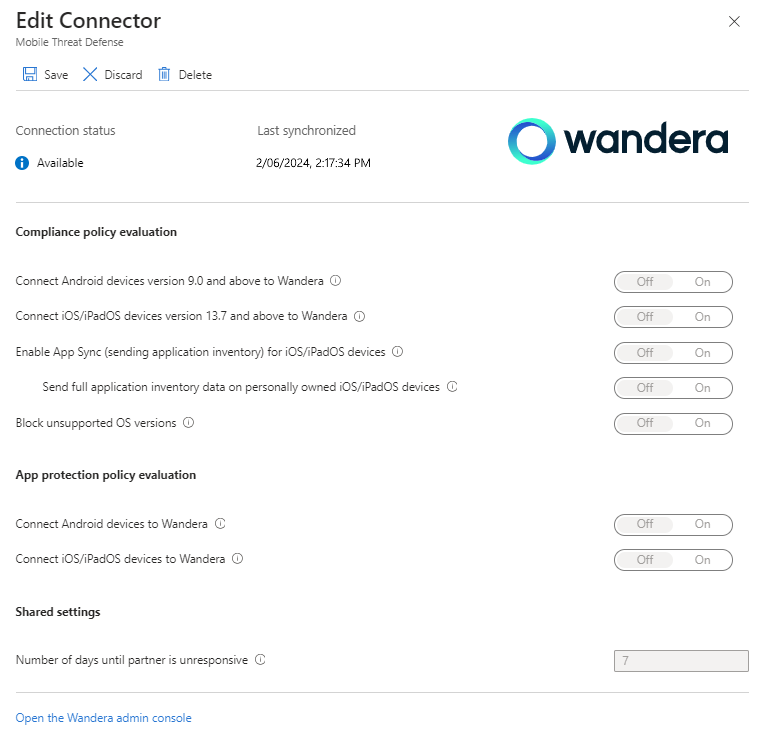 Edit Connector
Mobile Threat Defense
Save Discard Delete
Connection status Last synchronized
Available 2/06/2024, 2:17:34 PM
wandera
Compliance policy evaluation
Connect Android devices version 9.0 and above to Wandera Off On
Connect iOS/iPadOS devices version 13.7 and above to Wandera Off On
Enable App Sync (sending application inventory) for iOS/iPadOS devices Off On
Send full application inventory data on personally owned iOS/iPadOS devices Off On
Block unsupported OS versions Off On
App protection policy evaluation
Connect Android devices to Wandera Off On
Connect iOS/iPadOS devices to Wandera Off On
Shared settings
Number of days until partner is unresponsive 7
Open the Wandera admin console